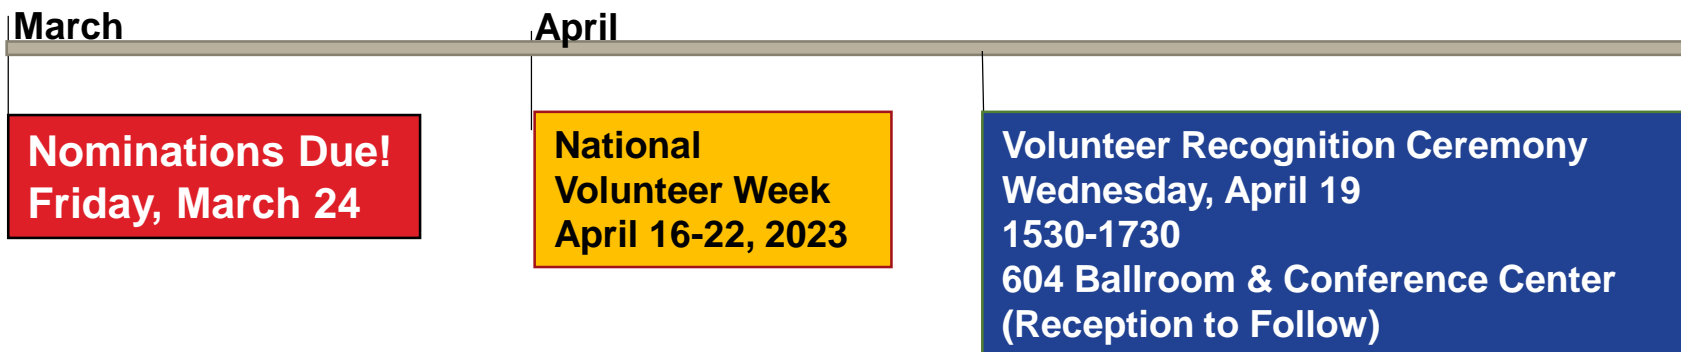 March
April
Nominations Due!
Friday, March 24
National
Volunteer Week
April 16-22, 2023
Volunteer Recognition Ceremony
Wednesday, April 19
1530-1730
604 Ballroom & Conference Center
(Reception to Follow)